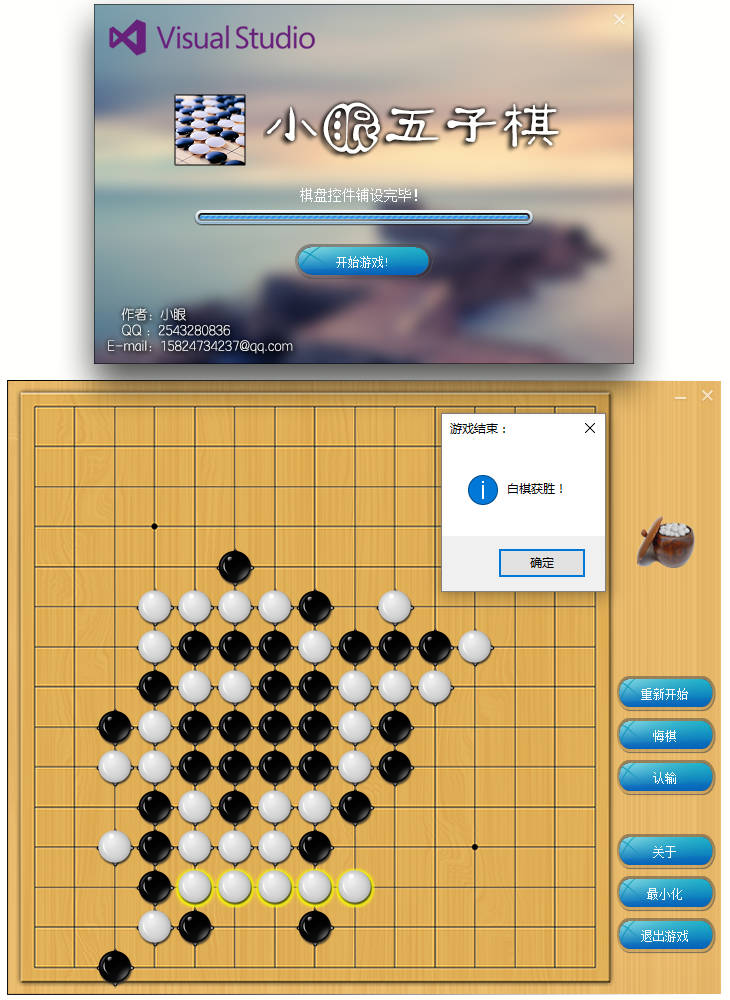 Visual Studio
小眼五子棋
棋盘控件铺设完毕!
开始游戏!
作者：小眼
QQ：2543280836
E-mail：15824734237@qq.com
游戏结束：
白棋获胜！
确定
重新开始
悔棋
认输
关于
最小化
退出游戏